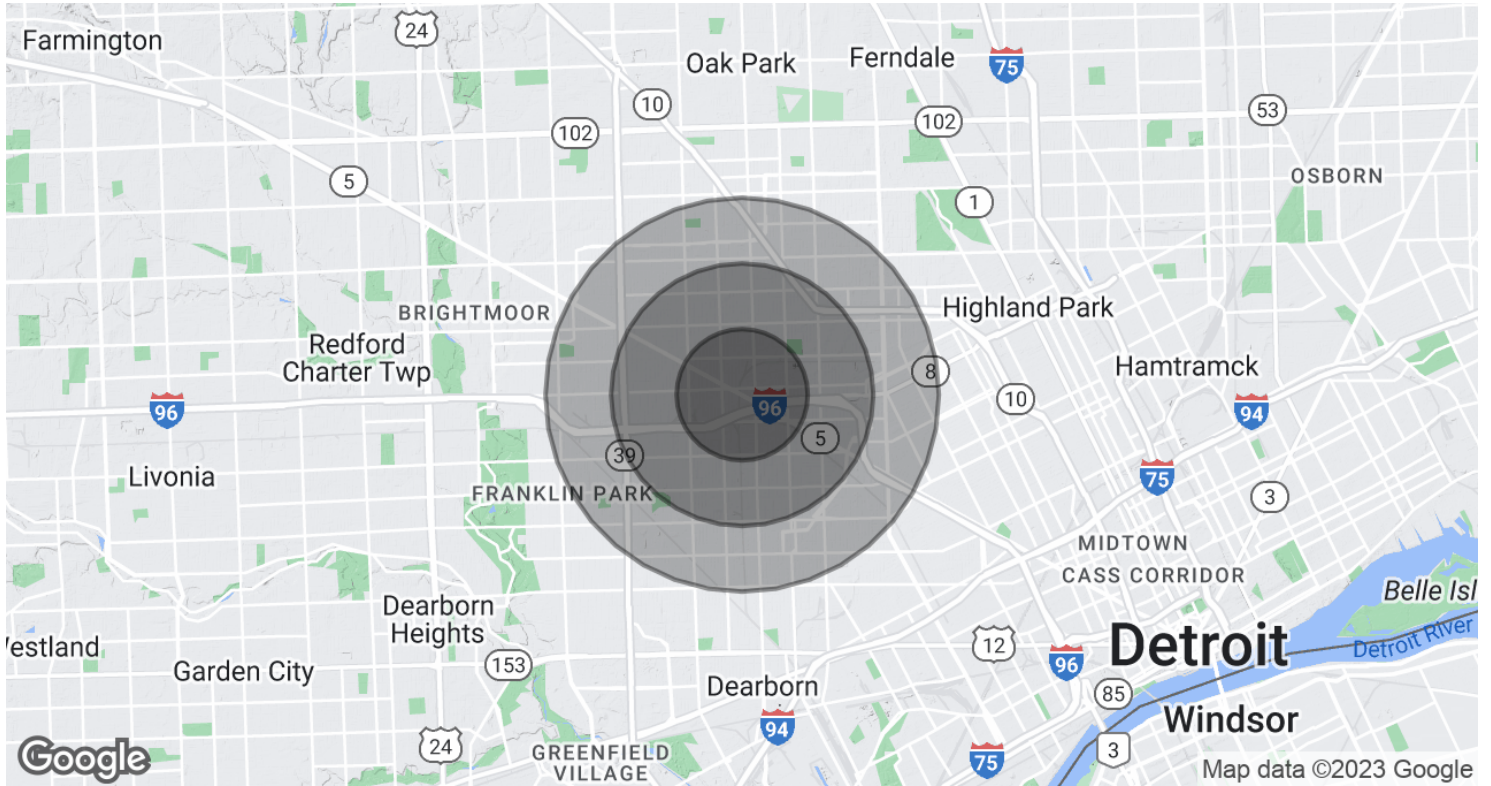 24
Farmington
Oak Park
Ferndale
75
10
53
102
102
OSBORN
5
1
BRIGHTMOOR
Highland Park
Redford
Charter Twp
Hamtramck
8
96
96
10
94
5
39
Livonia
75
FRANKLIN PARK
3
MIDTOWN
CASS CORRIDOR
Belle Isl
Dearborn
Heights
12
Detroit
Detroit River
estland
Garden City
153
96
Dearborn
85
Windsor
94
24
GREENFIELD
VILLAGE
3
75
Google
Map data ©2023 Google